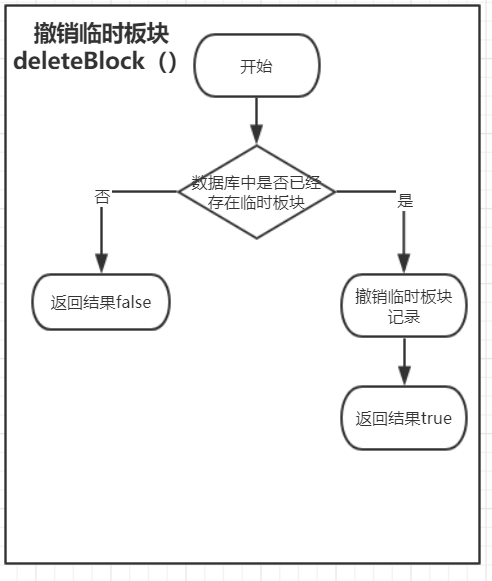 撤销临时板块
deleteBlock（）
开始
数据库中是否已经
存在临时板块
否
是
返回结果false
撤销临时板块
记录
返回结果true